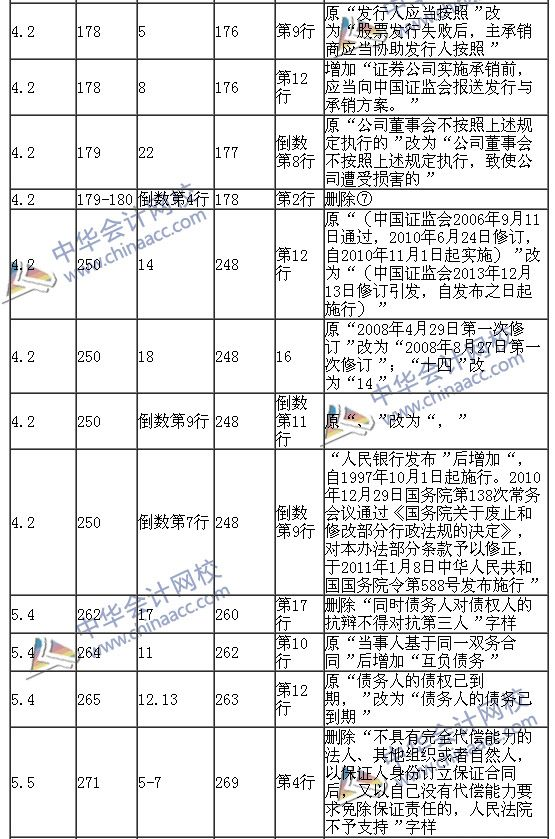 原“发行人应当按照”改
4.2 178 5 176 第9行 为“股票发行失败后，主承销
商应当协助发行人按照”
增加“证券公司实施承销前，
4.2 178 8 176 第12行 应当向中国证监会报送发行与
承销方案。”
原“公司董事会不按照上述规
4.2 179 22 177 倒数第8行 定执行的”改为“公司董事会
不按照上述规定执行，致使公
司遭受损害的”
4.2 179-180 倒数第4行 178 第2行 删除⑦
原“（中国证监会2006年9月11
日通过，2010年6月24日修订，
4.2 250 14 248 第12行 自2010年11月1日起实施）”改
为“（中国证监会2013年12月
13日修订引发，自发布之日起
施行）”
原“2008年4月29日第一次修
4.2 250 18 248 16 订”改为“2008年8月27日第一
次修订”；“十四”改
为“14”
4.2 250 倒数第9行 248 倒数第11行 原“、”改为“，”
“人民银行发布”后增加“，
自1997年10月1日起施行。2010
年12月29日国务院第138次常务
会议通过《国务院关于废止和
4.2 250 倒数第7行 248 倒数第9行 修改部分行政法规的决定》，
对本办法部分条款予以修正，
于2011年1月8日中华人民共和
国国务院令第588号发布施行”
5.4 262 17 260 第17行 删除“同时债务人对债权人的
抗辩不得对抗第三人”字样
5.4 264 11 262 第10行 原“当事人基于同一双务合
同”后增加“互负债务”
原“债务人的债权已到
5.4 265 12.13 263 第12行 期，”改为“债务人的债务已
到期”
删除“不具有完全代偿能力的
法人、其他组织或者自然人，
5.5 271 5-7 269 第4行 以保证人身份订立保证合同
后，又以自己没有代偿能力要
求免除保证责任的，人民法院
不予支持”字样
中华会计网校
www.chinaacc.com